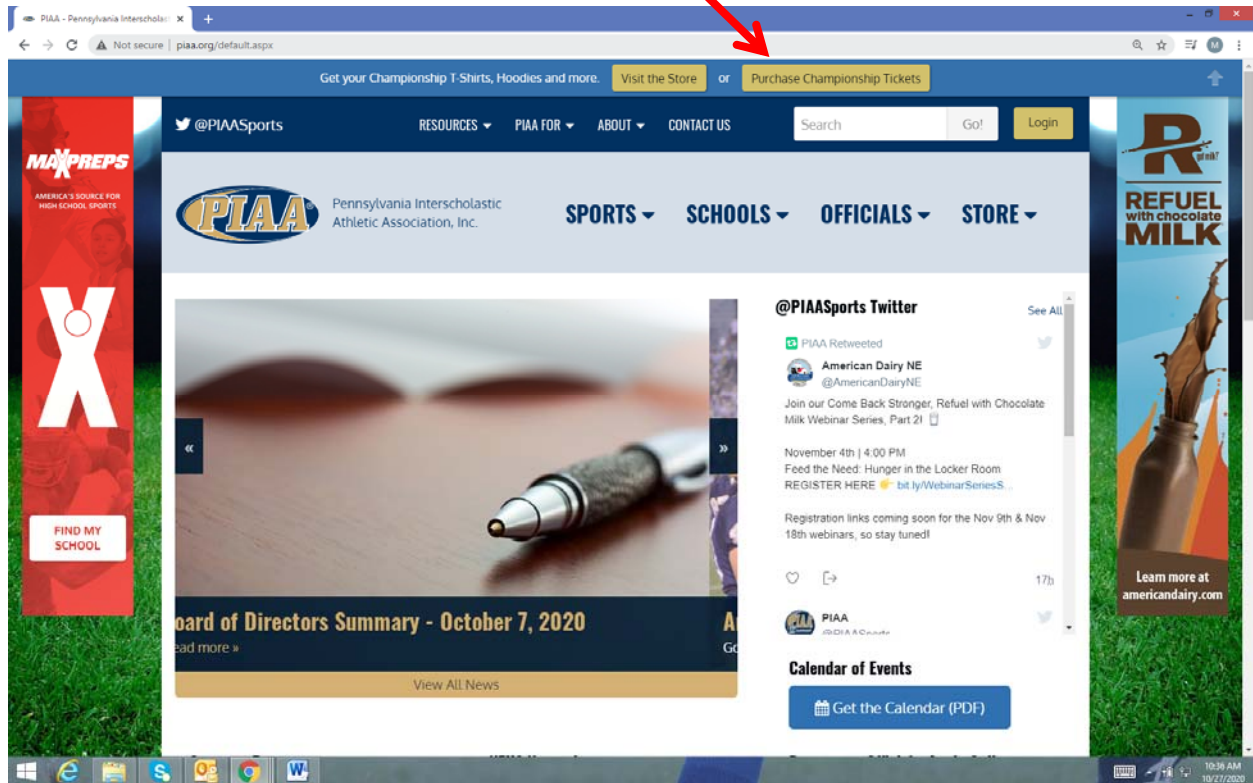 PIAA - Pennsylvania Interscholas
Not secure | piaa.org/default.aspx
M
Get your Championship T-Shirts, Hoodies and more. Visit the Store or Purchase Championship Tickets
@PIAASports RESOURCES PIAA FOR ABOUT CONTACT US Search Go! Login
MAXPREPS
AMERICA'S SOURCE FOR
HIGH SCHOOL SPORTS
FIND MY
SCHOOL
PIAA
Pennsylvania Interscholastic
Athletic Association, Inc.
SPORTS SCHOOLS OFFICIALS STORE
«
»
oard of Directors Summary - October 7, 2020
ead more »
A
Go
View All News
@PIAASports Twitter See All
PIAA Retweeted
American Dairy NE
@AmericanDairyNE
Join our Come Back Stronger, Refuel with Chocolate
Milk Webinar Series, Part 2!
November 4th | 4:00 PM
Feed the Need: Hunger in the Locker Room
REGISTER HERE 👉 bit.ly/WebinarSeriesS...
Registration links coming soon for the Nov 9th & Nov
18th webinars, so stay tuned!
17h
PIAA
@PIAASports
Calendar of Events
Get the Calendar (PDF)
R
got milk?
REFUEL
with chocolate
MILK
Learn more at
americandairy.com
10:36 AM
10/27/2020